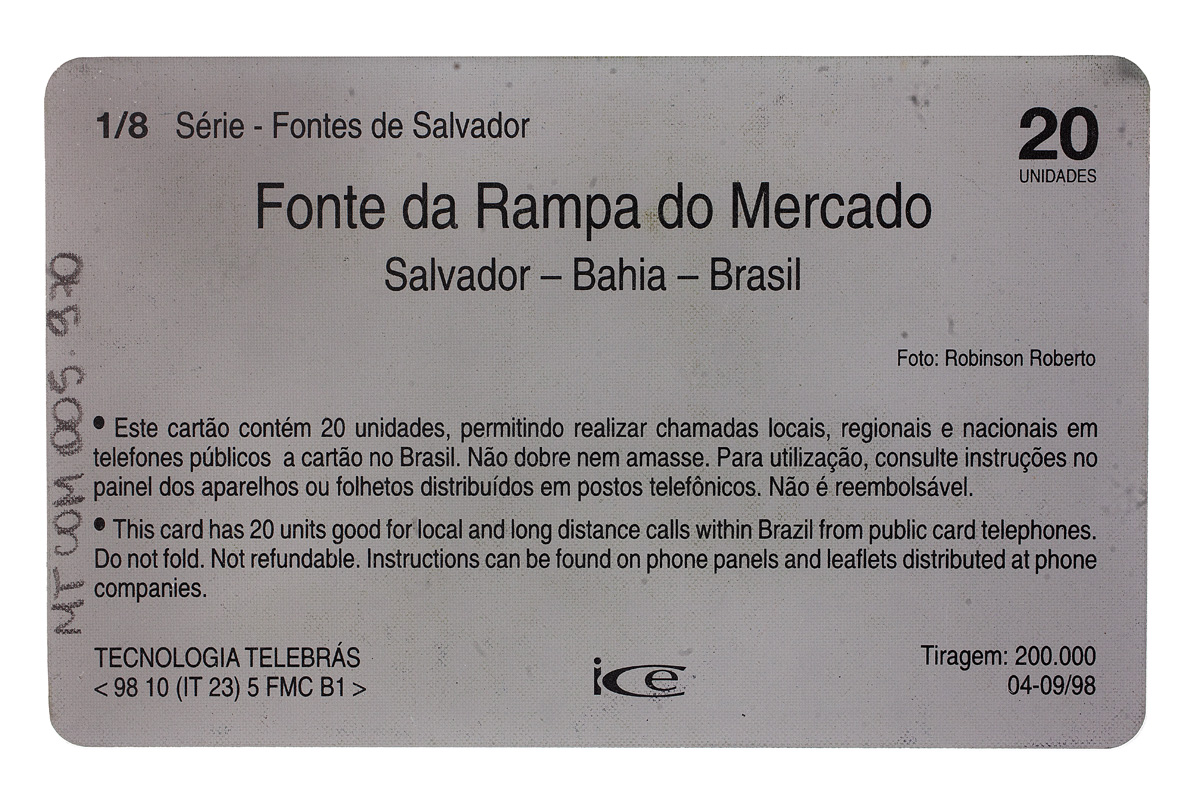 1/8 Série - Fontes de Salvador
20
UNIDADES
Fonte da Rampa do Mercado
Salvador – Bahia – Brasil
Foto: Robinson Roberto
• Este cartão contém 20 unidades, permitindo realizar chamadas locais, regionais e nacionais em
telefones públicos a cartão no Brasil. Não dobre nem amasse. Para utilização, consulte instruções no
painel dos aparelhos ou folhetos distribuídos em postos telefônicos. Não é reembolsável.
• This card has 20 units good for local and long distance calls within Brazil from public card telephones.
Do not fold. Not refundable. Instructions can be found on phone panels and leaflets distributed at phone
companies.
TECNOLOGIA TELEBRÁS
< 98 10 (IT 23) 5 FMC B1 >
ice
Tiragem: 200.000
04-09/98
MTCOM 005.970